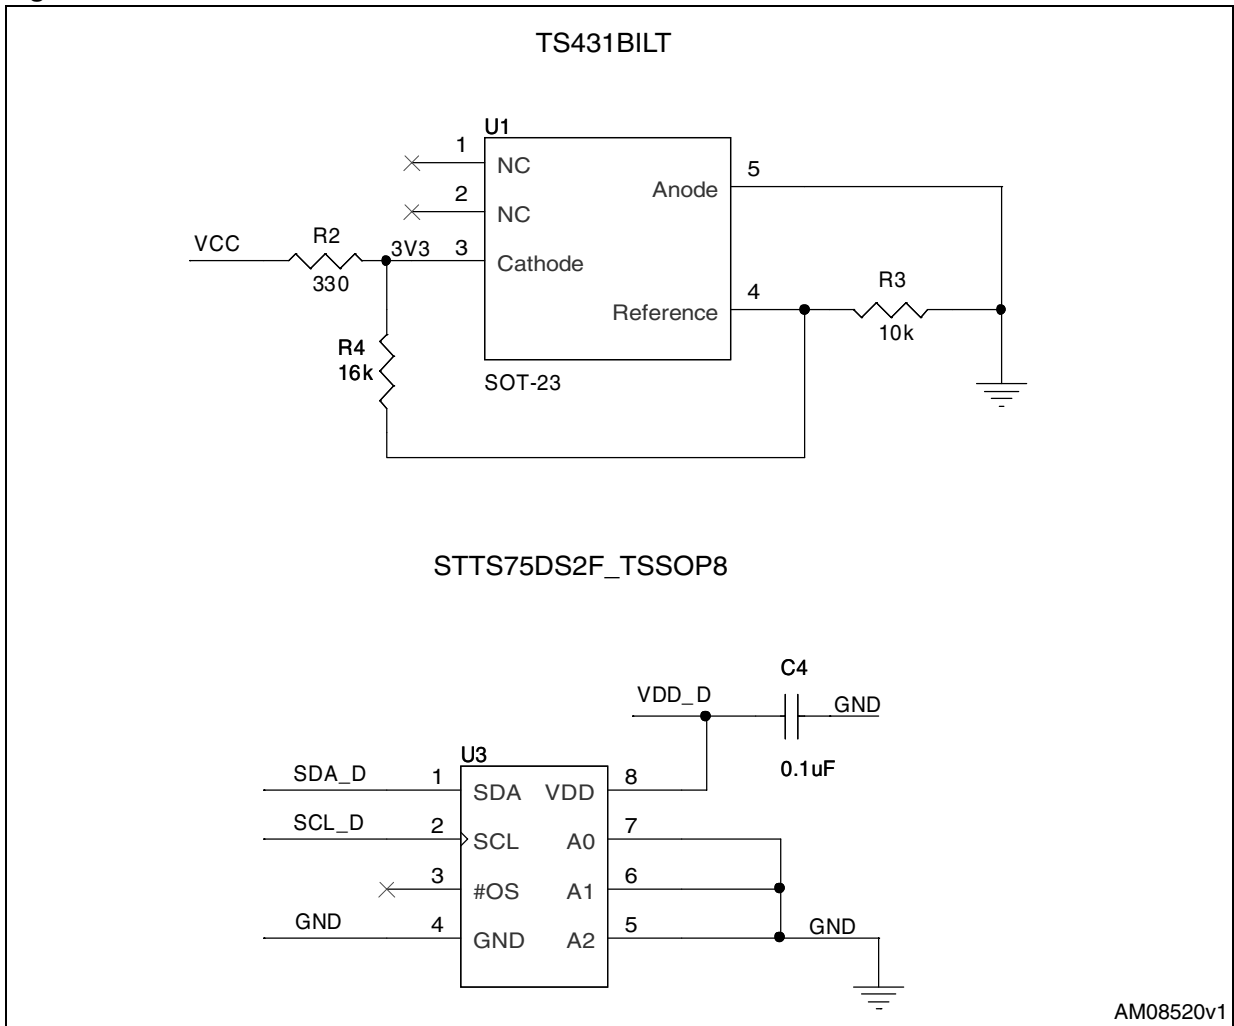 TS431BILT
U1
1 NC
2 NC
5 Anode
VCC R2 3V3 3 Cathode
330
4 Reference
R3
10k
R4
16k
SOT-23
STTS75DS2F_TSSOP8
C4
VDD_D GND
0.1uF
U3
SDA_D 1 SDA VDD 8
SCL_D 2 SCL A0 7
3 #OS A1 6
GND 4 GND A2 5 GND
AM08520v1